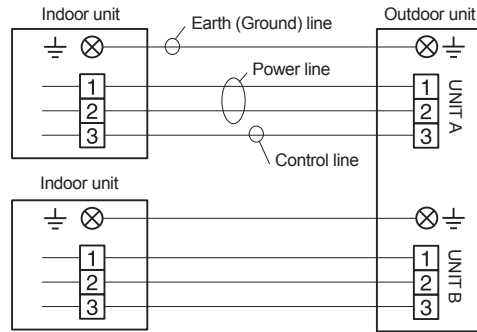 Indoor unit
Outdoor unit
Earth (Ground) line
Power line
1
2
3
1
2
3
UNIT A
Control line
Indoor unit
1
2
3
1
2
3
UNIT B